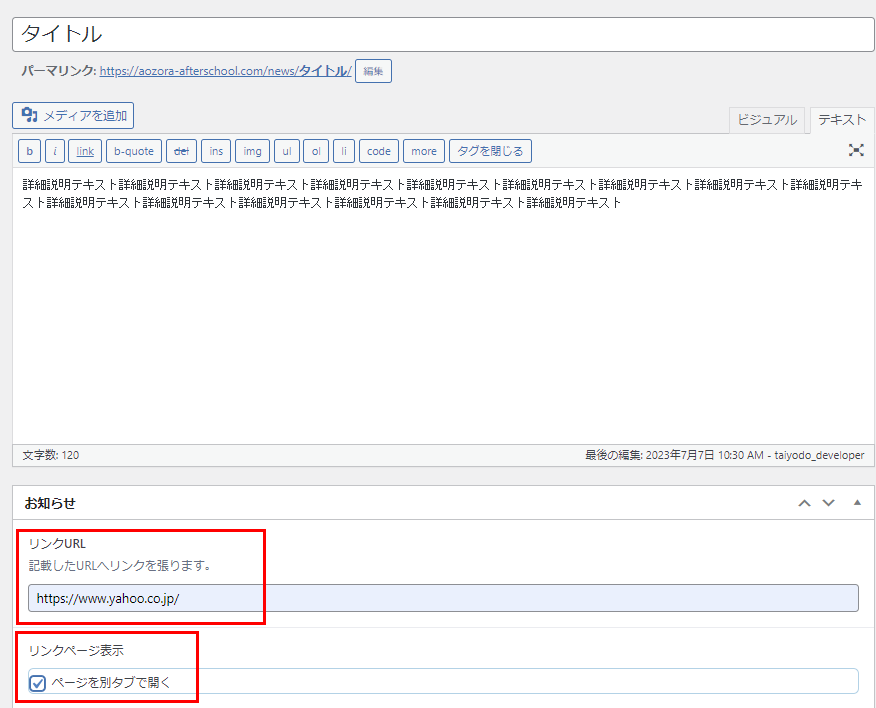 タイトル
パーマリンク: https://aozora-afterschool.com/news/タイトル/ 編集
メディアを追加
ビジュアル テキスト
b i link b-quote del ins img ul ol li code more タグを閉じる
詳細説明テキスト詳細説明テキスト詳細説明テキスト詳細説明テキスト詳細説明テキスト詳細説明テキスト詳細説明テキスト詳細説明テキスト詳細説明テキ
スト詳細説明テキスト詳細説明テキスト詳細説明テキスト詳細説明テキスト詳細説明テキスト詳細説明テキスト
文字数: 120 最後の編集: 2023年7月7日 10:30 AM - taiyodo_developer
お知らせ
リンクURL
記載したURLへリンクを張ります。
https://www.yahoo.co.jp/
リンクページ表示
ページを別タブで開く